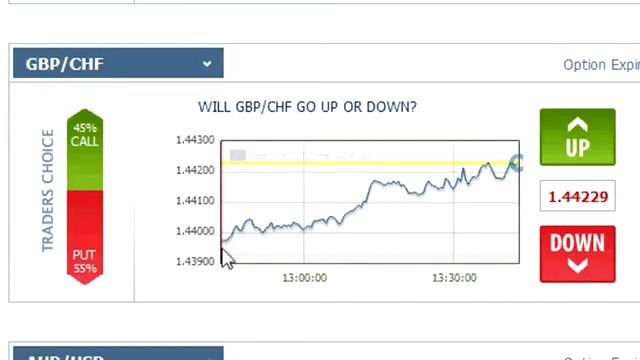 GBP/CHF
Option Expi
WILL GBP/CHF GO UP OR DOWN?
TRADERS CHOICE
45%
CALL
PUT
55%
1.44300
1.44200
1.44100
1.44000
1.43900
13:00:00
13:30:00
UP
1.44229
DOWN